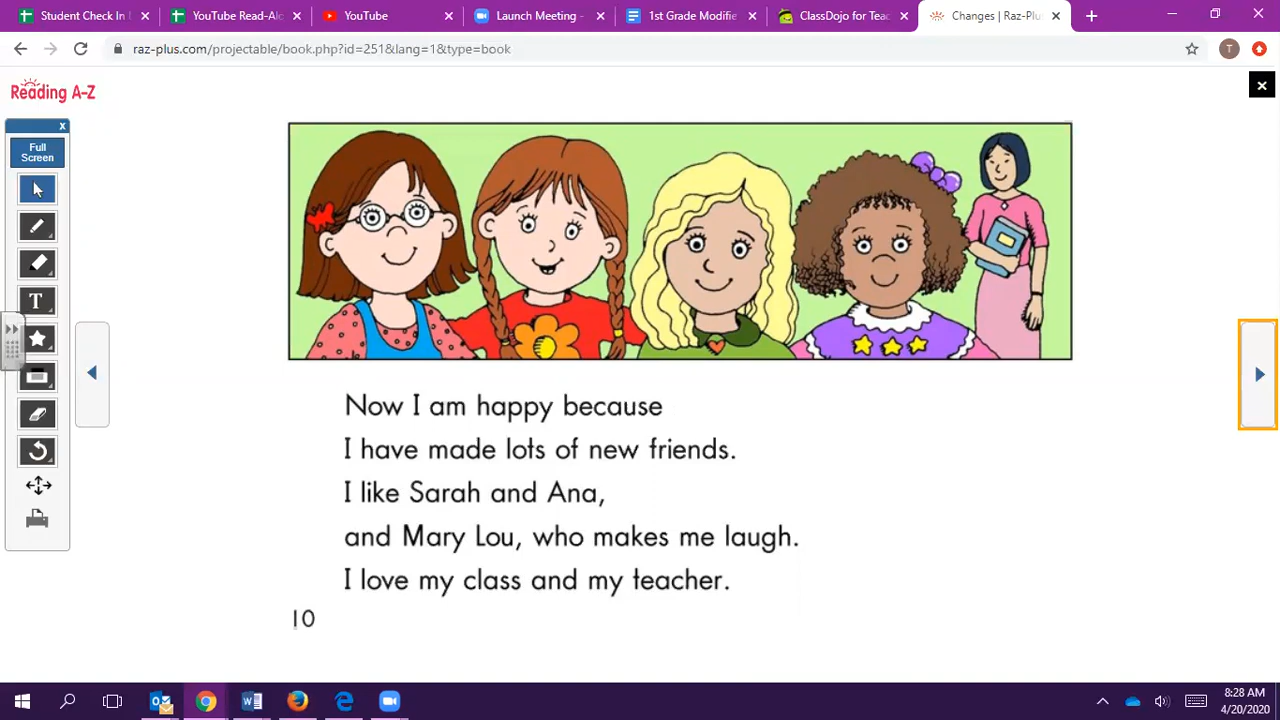 Student Check In I
YouTube Read-Alo
YouTube
Launch Meeting -
1st Grade Modifie
ClassDojo for Teac
Changes | Raz-Plu
raz-plus.com/projectable/book.php?id=251&lang=1&type=book
T
Reading A-Z
x
Full
Screen
T
Now I am happy because
I have made lots of new friends.
I like Sarah and Ana,
and Mary Lou, who makes me laugh.
I love my class and my teacher.
10
8:28 AM
4/20/2020